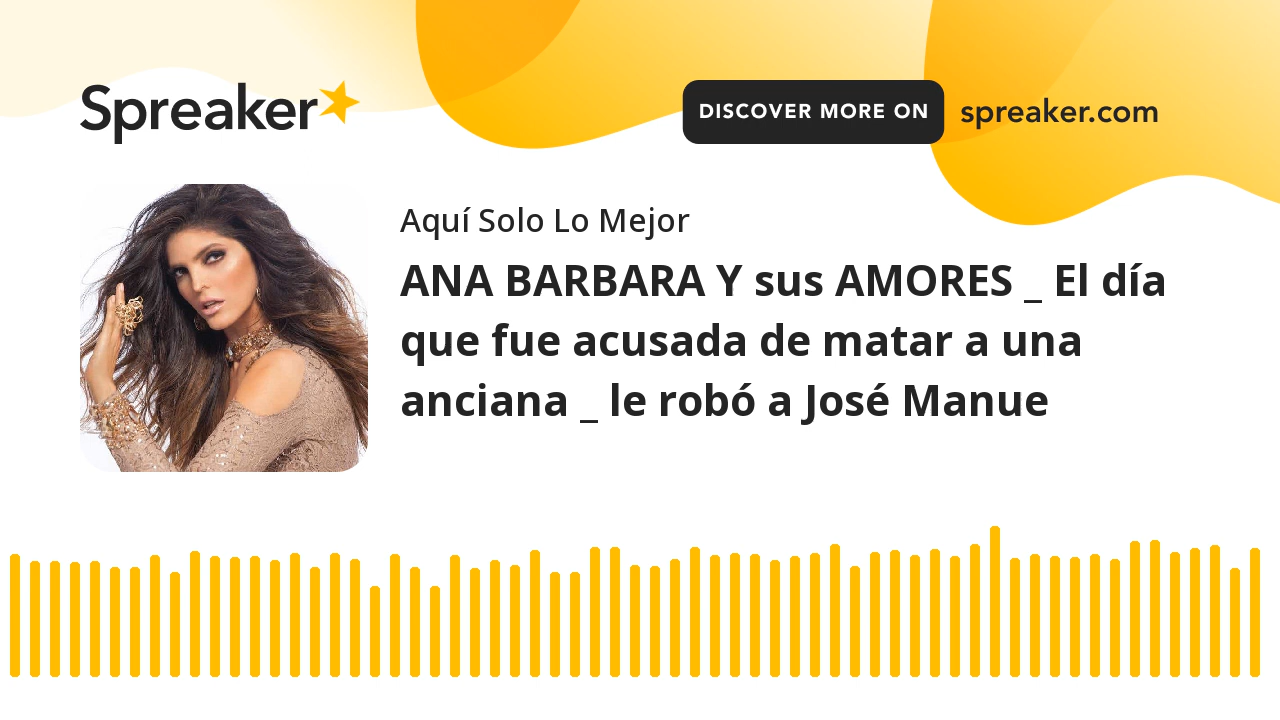 Spreaker
DISCOVER MORE ON
spreaker.com
Aquí Solo Lo Mejor
ANA BARBARA Y sus AMORES _ El día
que fue acusada de matar a una
anciana _ le robó a José Manue